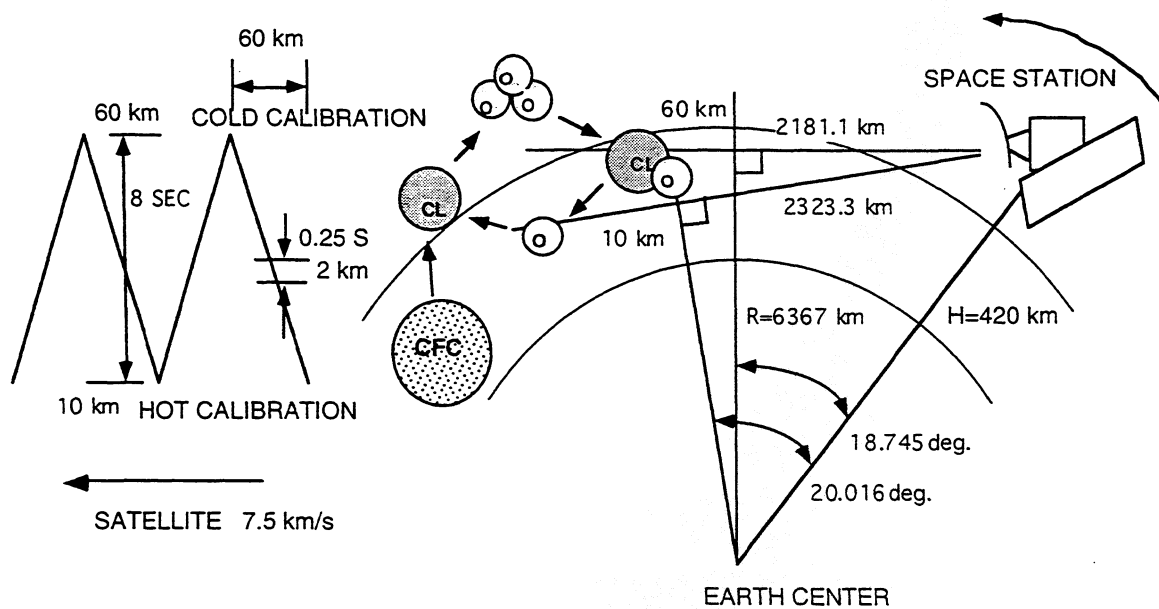 60 km
60 km
COLD CALIBRATION
8 SEC
0.25 S
2 km
10 km
HOT CALIBRATION
SATELLITE 7.5 km/s
O
O
O
CL
CL
O
O
CFC
60 km
2181.1 km
2323.3 km
10 km
SPACE STATION
R=6367 km
H=420 km
18.745 deg.
20.016 deg.
EARTH CENTER